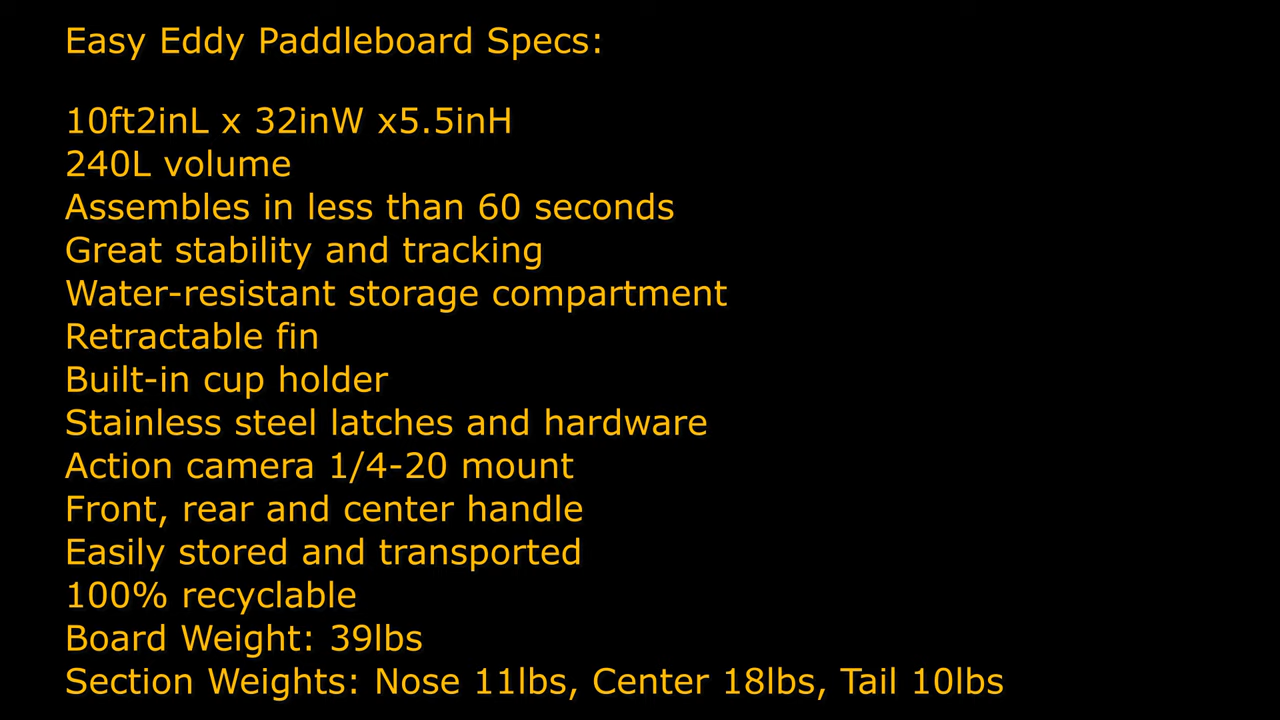 Easy Eddy Paddleboard Specs:
10ft2inL x 32inW x5.5inH
240L volume
Assembles in less than 60 seconds
Great stability and tracking
Water-resistant storage compartment
Retractable fin
Built-in cup holder
Stainless steel latches and hardware
Action camera 1/4-20 mount
Front, rear and center handle
Easily stored and transported
100% recyclable
Board Weight: 39lbs
Section Weights: Nose 11lbs, Center 18lbs, Tail 10lbs